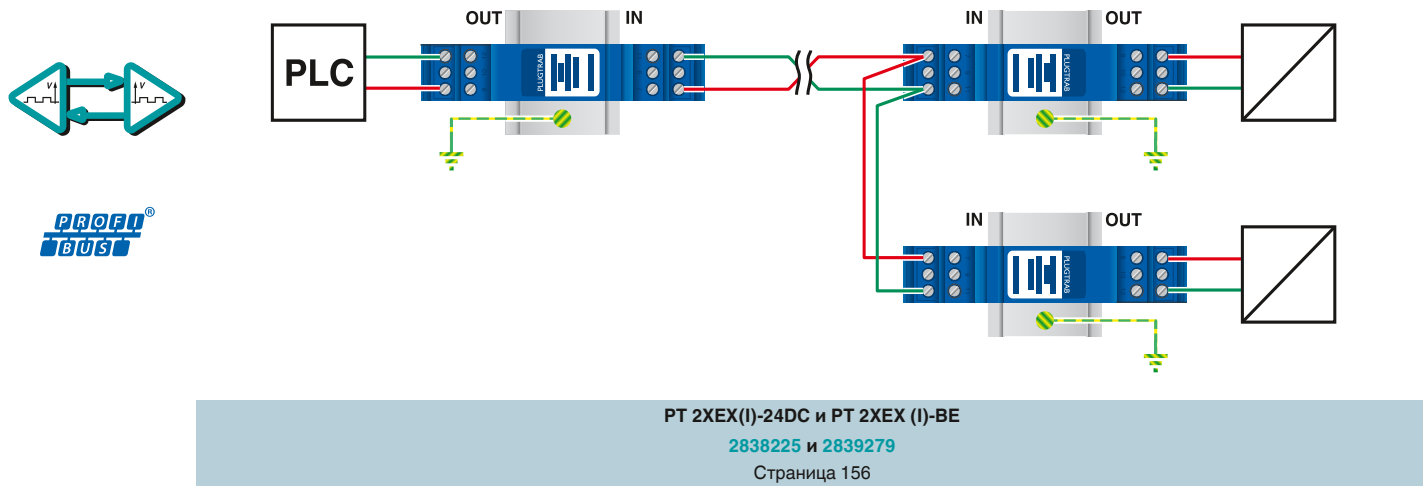 OUT IN IN OUT
PLC
PLUGTRAB
PLUGTRAB
V V
PROFI®
BUS
IN OUT
PLUGTRAB
PT 2XEX(I)-24DC и PT 2XEX (I)-BE
2838225 и 2839279
Страница 156